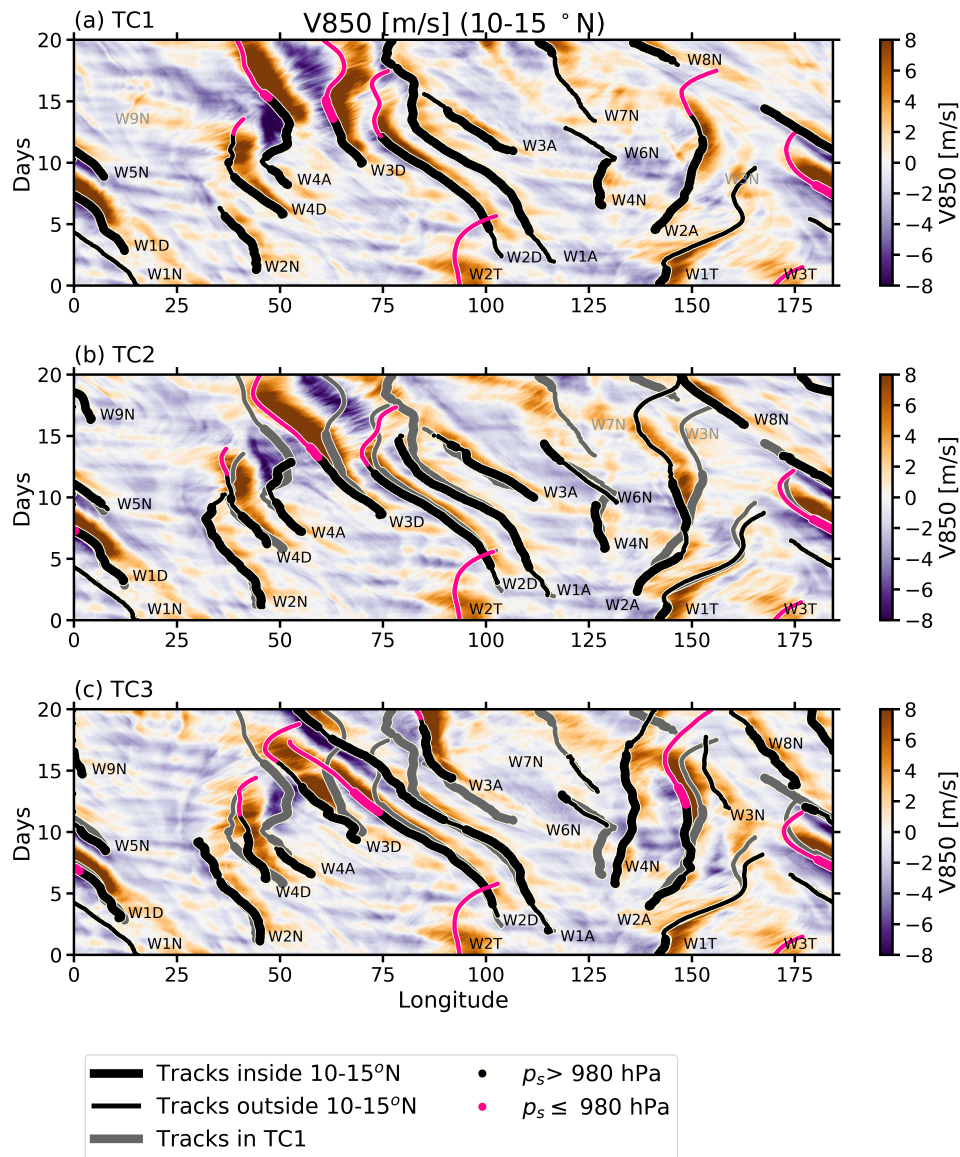 V850 [m/s] (10-15 °N)
(a) TC1
20
15
10
5
0
Days
W9N
W5N
W1D
W1N
W2N
W4D
W4A
W3D
W2T
W2D
W1A
W3A
W7N
W6N
W4N
W2A
W8N
W3N
W1T
W3T
0 25 50 75 100 125 150 175
8
6
4
2
0
−2
−4
−6
−8
V850 [m/s]
(b) TC2
20
15
10
5
0
Days
W9N
W5N
W1D
W1N
W2N
W4D
W4A
W3D
W2T
W2D
W1A
W3A
W7N
W6N
W4N
W2A
W3N
W8N
W1T
W3T
0 25 50 75 100 125 150 175
8
6
4
2
0
−2
−4
−6
−8
V850 [m/s]
(c) TC3
20
15
10
5
0
Days
W9N
W5N
W1D
W1N
W2N
W4D
W4A
W3D
W2T
W2D
W1A
W3A
W7N
W6N
W4N
W2A
W3N
W8N
W1T
W3T
0 25 50 75 100 125 150 175
Longitude
8
6
4
2
0
−2
−4
−6
−8
V850 [m/s]
Tracks inside 10-15°N
Tracks outside 10-15°N
Tracks in TC1
pₛ> 980 hPa
pₛ ≤ 980 hPa